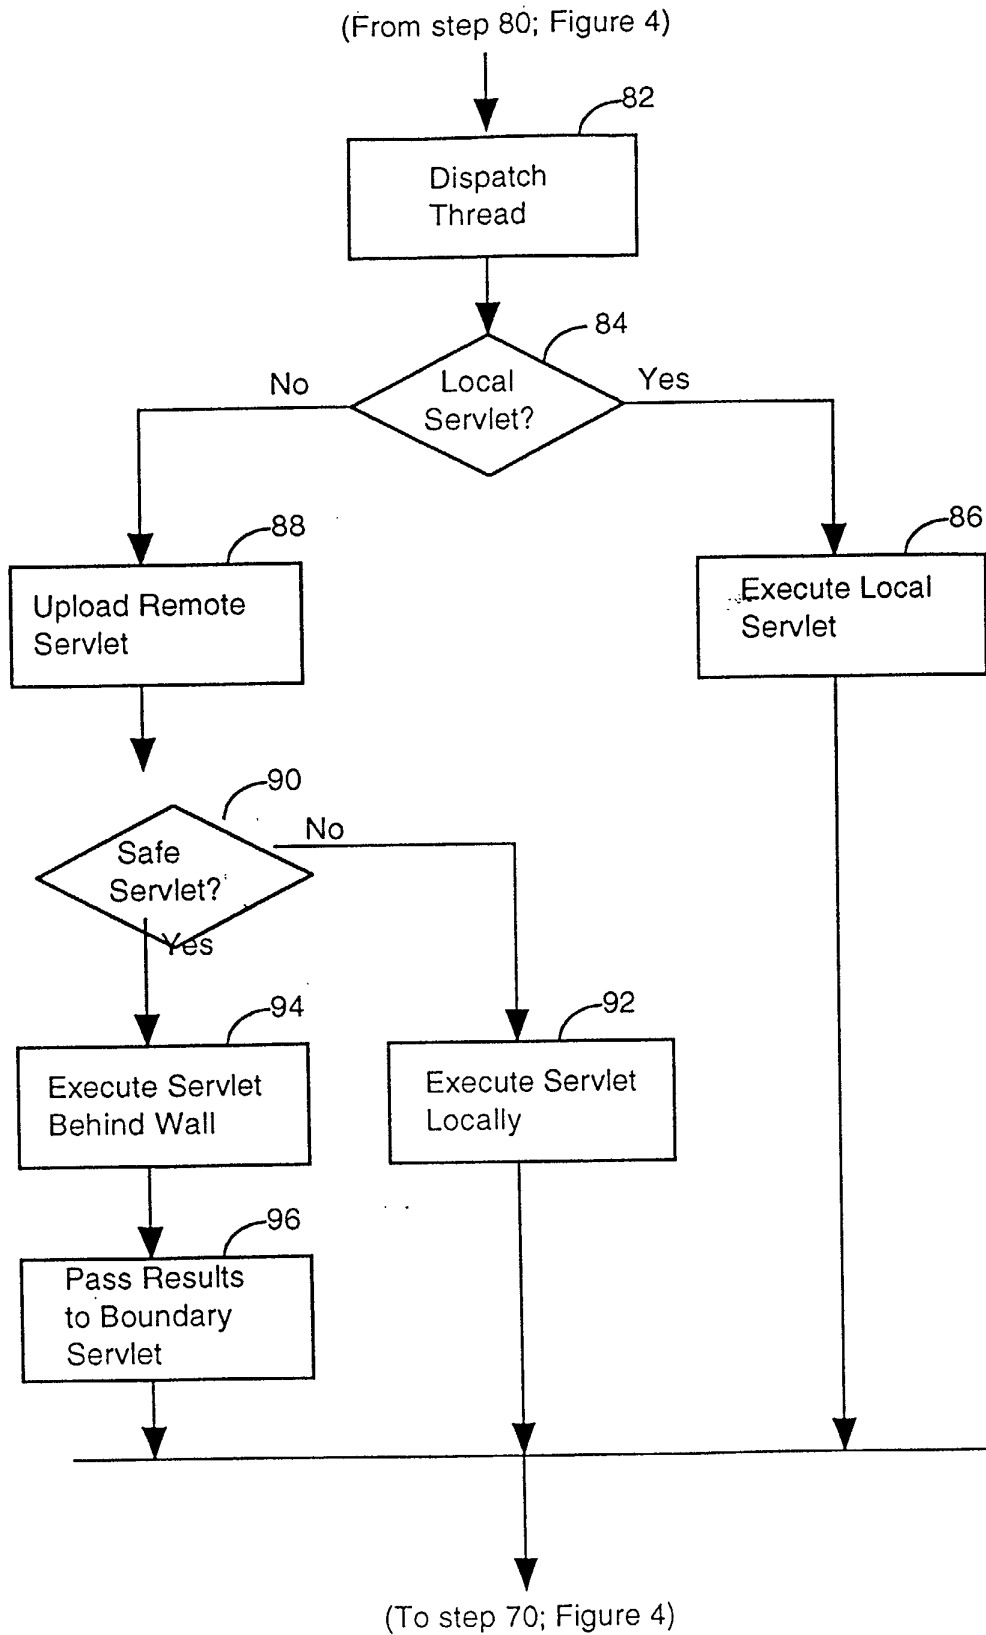 (From step 80; Figure 4)
82
Dispatch
Thread
84
Local
Servlet?
No
Yes
88
Upload Remote
Servlet
86
Execute Local
Servlet
90
Safe
Servlet?
No
Yes
94
Execute Servlet
Behind Wall
92
Execute Servlet
Locally
96
Pass Results
to Boundary
Servlet
(To step 70; Figure 4)